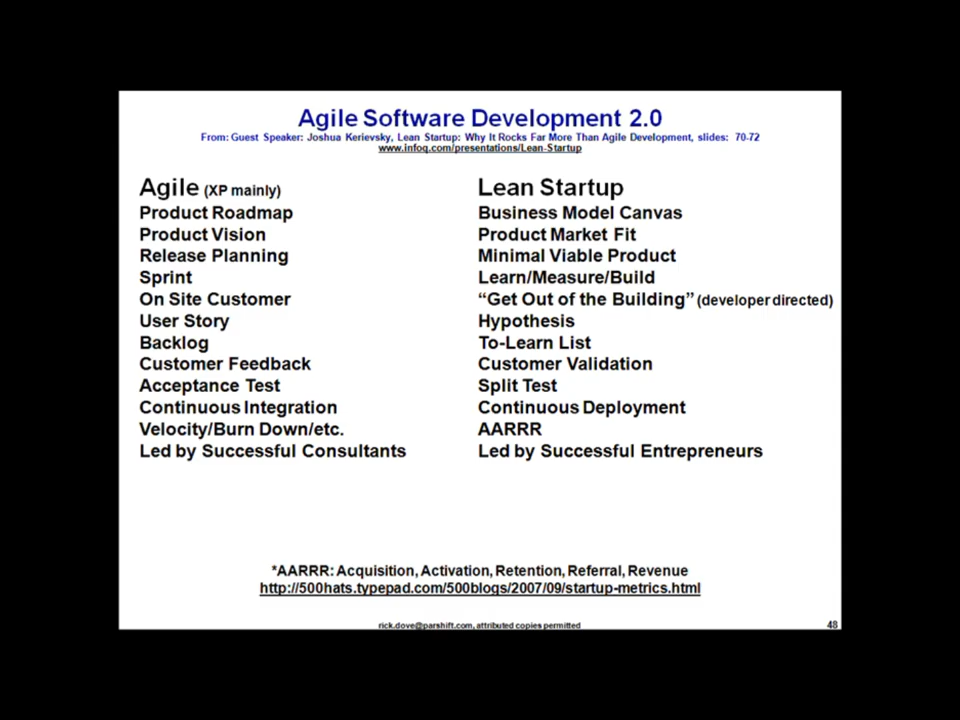 Agile Software Development 2.0
From: Guest Speaker: Joshua Kerievsky, Lean Startup: Why It Rocks Far More Than Agile Development, slides: 70-72
www.infoq.com/presentations/Lean-Startup
Agile (XP mainly)
Product Roadmap
Product Vision
Release Planning
Sprint
On Site Customer
User Story
Backlog
Customer Feedback
Acceptance Test
Continuous Integration
Velocity/Burn Down/etc.
Led by Successful Consultants
Lean Startup
Business Model Canvas
Product Market Fit
Minimal Viable Product
Learn/Measure/Build
“Get Out of the Building” (developer directed)
Hypothesis
To-Learn List
Customer Validation
Split Test
Continuous Deployment
AARRR
Led by Successful Entrepreneurs
*AARRR: Acquisition, Activation, Retention, Referral, Revenue
http://500hats.typepad.com/500blogs/2007/09/startup-metrics.html
rick.dove@parshift.com, attributed copies permitted
48